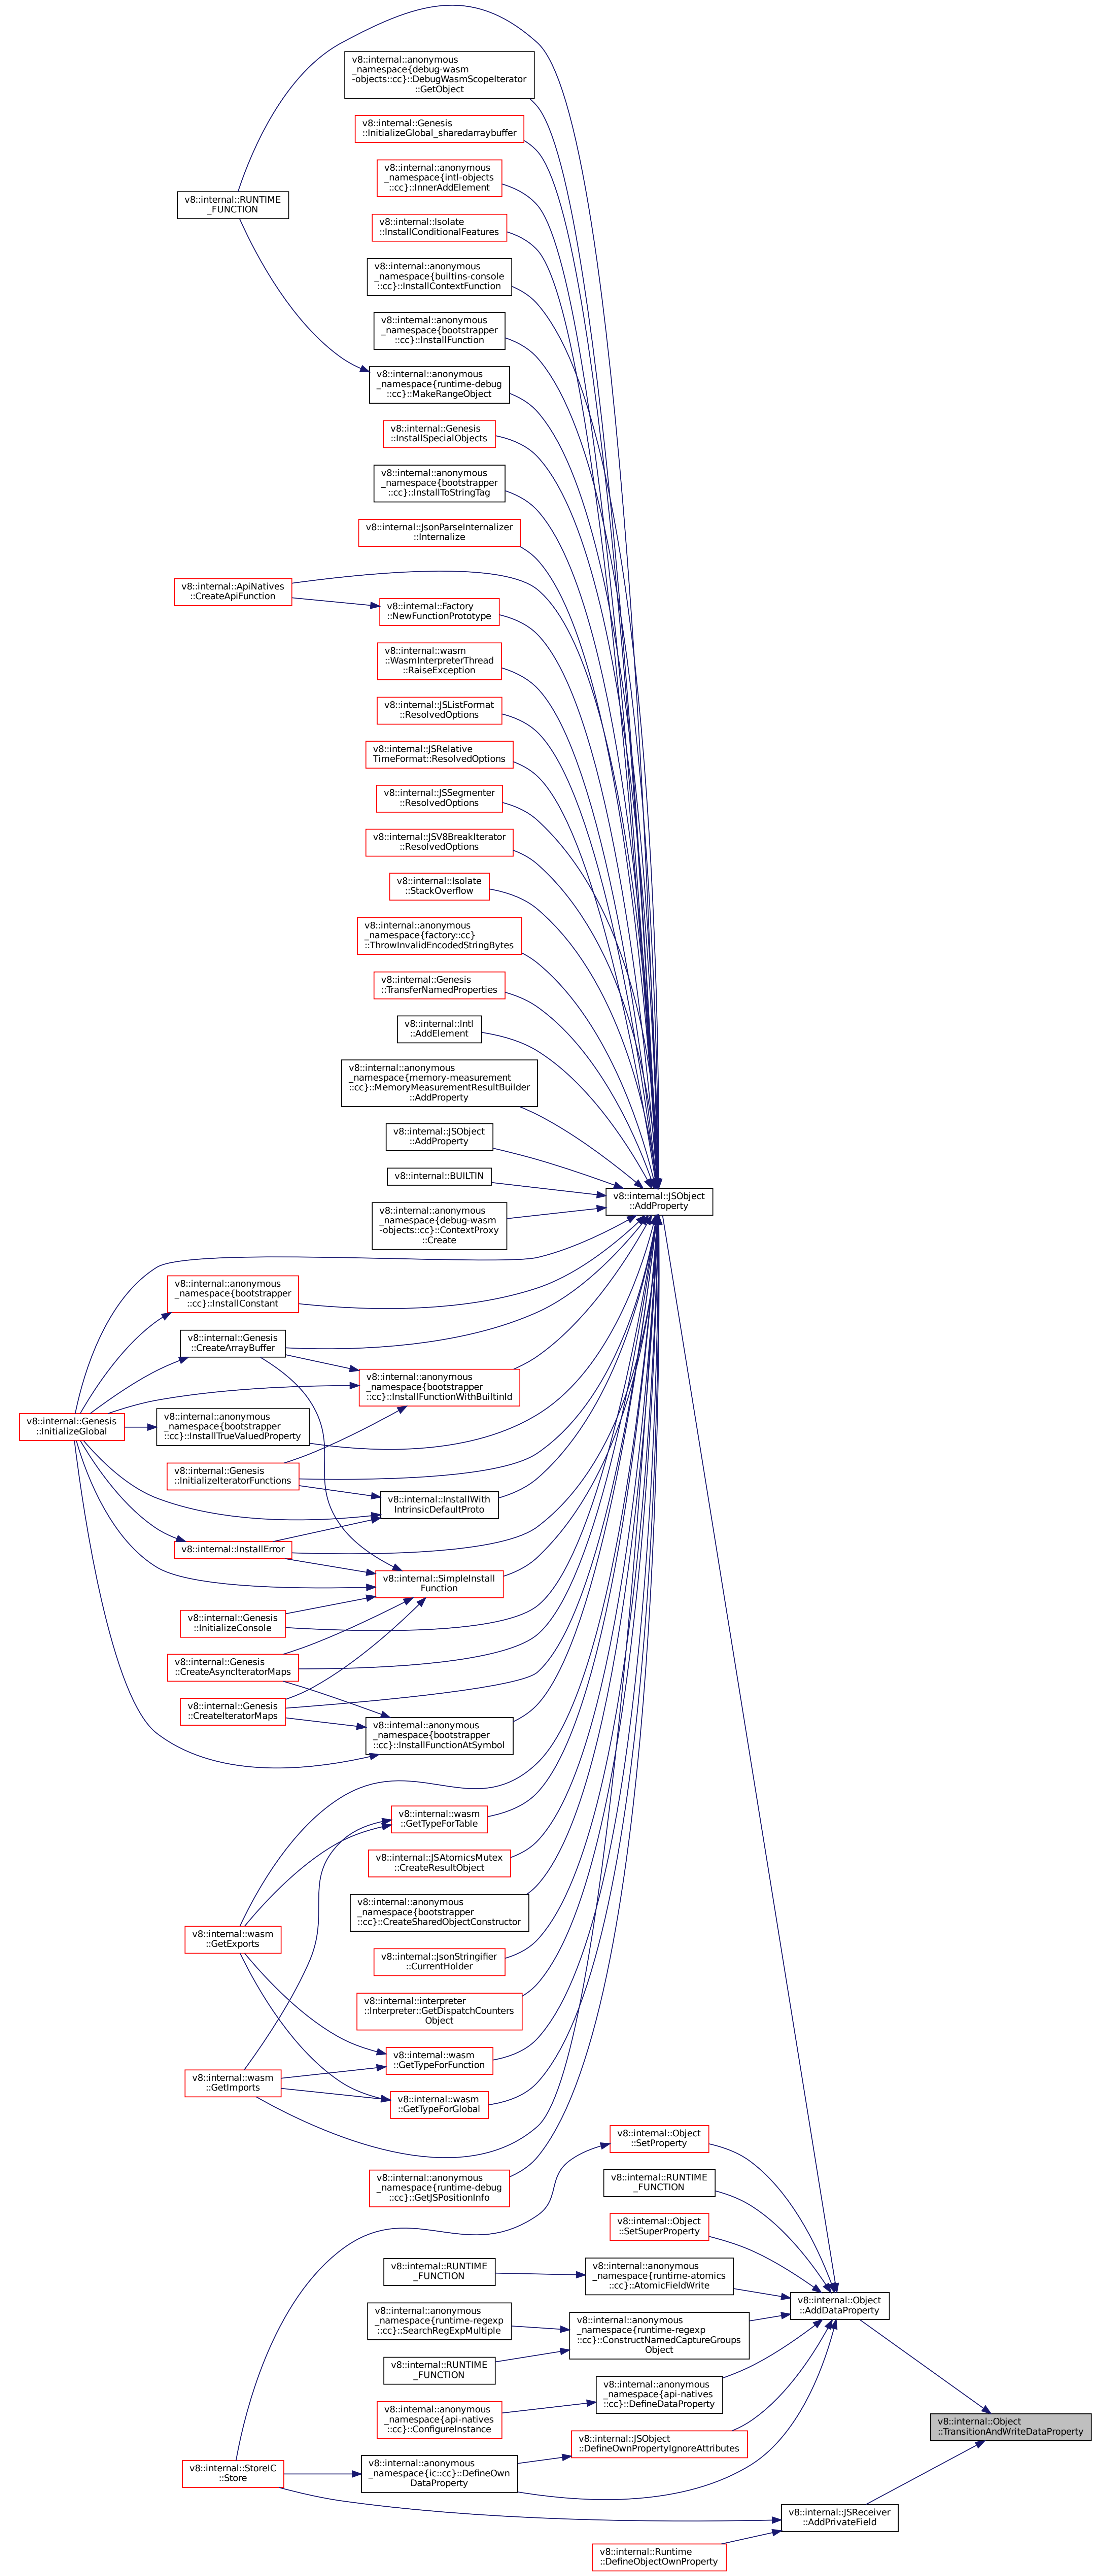 v8::internal::anonymous
_namespace{debug-wasm
-objects::cc}::DebugWasmScopeIterator
::GetObject
v8::internal::Genesis
::InitializeGlobal_sharedarraybuffer
v8::internal::anonymous
_namespace{intl-objects
::cc}::InnerAddElement
v8::internal::RUNTIME
_FUNCTION
v8::internal::Isolate
::InstallConditionalFeatures
v8::internal::anonymous
_namespace{builtins-console
::cc}::InstallContextFunction
v8::internal::anonymous
_namespace{bootstrapper
::cc}::InstallFunction
v8::internal::anonymous
_namespace{runtime-debug
::cc}::MakeRangeObject
v8::internal::Genesis
::InstallSpecialObjects
v8::internal::anonymous
_namespace{bootstrapper
::cc}::InstallToStringTag
v8::internal::JsonParseInternalizer
::Internalize
v8::internal::ApiNatives
::CreateApiFunction
v8::internal::Factory
::NewFunctionPrototype
v8::internal::wasm
::WasmInterpreterThread
::RaiseException
v8::internal::JSListFormat
::ResolvedOptions
v8::internal::JSRelative
TimeFormat::ResolvedOptions
v8::internal::JSSegmenter
::ResolvedOptions
v8::internal::JSV8BreakIterator
::ResolvedOptions
v8::internal::Isolate
::StackOverflow
v8::internal::anonymous
_namespace{factory::cc}
::ThrowInvalidEncodedStringBytes
v8::internal::Genesis
::TransferNamedProperties
v8::internal::Intl
::AddElement
v8::internal::anonymous
_namespace{memory-measurement
::cc}::MemoryMeasurementResultBuilder
::AddProperty
v8::internal::JSObject
::AddProperty
v8::internal::BUILTIN
v8::internal::JSObject
::AddProperty
v8::internal::anonymous
_namespace{debug-wasm
-objects::cc}::ContextProxy
::Create
v8::internal::anonymous
_namespace{bootstrapper
::cc}::InstallConstant
v8::internal::Genesis
::CreateArrayBuffer
v8::internal::anonymous
_namespace{bootstrapper
::cc}::InstallFunctionWithBuiltinId
v8::internal::Genesis
::InitializeGlobal
v8::internal::anonymous
_namespace{bootstrapper
::cc}::InstallTrueValuedProperty
v8::internal::Genesis
::InitializeIteratorFunctions
v8::internal::InstallWith
IntrinsicDefaultProto
v8::internal::InstallError
v8::internal::SimpleInstall
Function
v8::internal::Genesis
::InitializeConsole
v8::internal::Genesis
::CreateAsyncIteratorMaps
v8::internal::Genesis
::CreateIteratorMaps
v8::internal::anonymous
_namespace{bootstrapper
::cc}::InstallFunctionAtSymbol
v8::internal::wasm
::GetTypeForTable
v8::internal::JSAtomicsMutex
::CreateResultObject
v8::internal::anonymous
_namespace{bootstrapper
::cc}::CreateSharedObjectConstructor
v8::internal::wasm
::GetExports
v8::internal::JsonStringifier
::CurrentHolder
v8::internal::interpreter
::Interpreter::GetDispatchCounters
Object
v8::internal::wasm
::GetTypeForFunction
v8::internal::wasm
::GetImports
v8::internal::wasm
::GetTypeForGlobal
v8::internal::Object
::SetProperty
v8::internal::anonymous
_namespace{runtime-debug
::cc}::GetJSPositionInfo
v8::internal::RUNTIME
_FUNCTION
v8::internal::Object
::SetSuperProperty
v8::internal::RUNTIME
_FUNCTION
v8::internal::anonymous
_namespace{runtime-atomics
::cc}::AtomicFieldWrite
v8::internal::Object
::AddDataProperty
v8::internal::anonymous
_namespace{runtime-regexp
::cc}::SearchRegExpMultiple
v8::internal::anonymous
_namespace{runtime-regexp
::cc}::ConstructNamedCaptureGroups
Object
v8::internal::RUNTIME
_FUNCTION
v8::internal::anonymous
_namespace{api-natives
::cc}::DefineDataProperty
v8::internal::anonymous
_namespace{api-natives
::cc}::ConfigureInstance
v8::internal::Object
::TransitionAndWriteDataProperty
v8::internal::JSObject
::DefineOwnPropertyIgnoreAttributes
v8::internal::StoreIC
::Store
v8::internal::anonymous
_namespace{ic::cc}::DefineOwn
DataProperty
v8::internal::JSReceiver
::AddPrivateField
v8::internal::Runtime
::DefineObjectOwnProperty